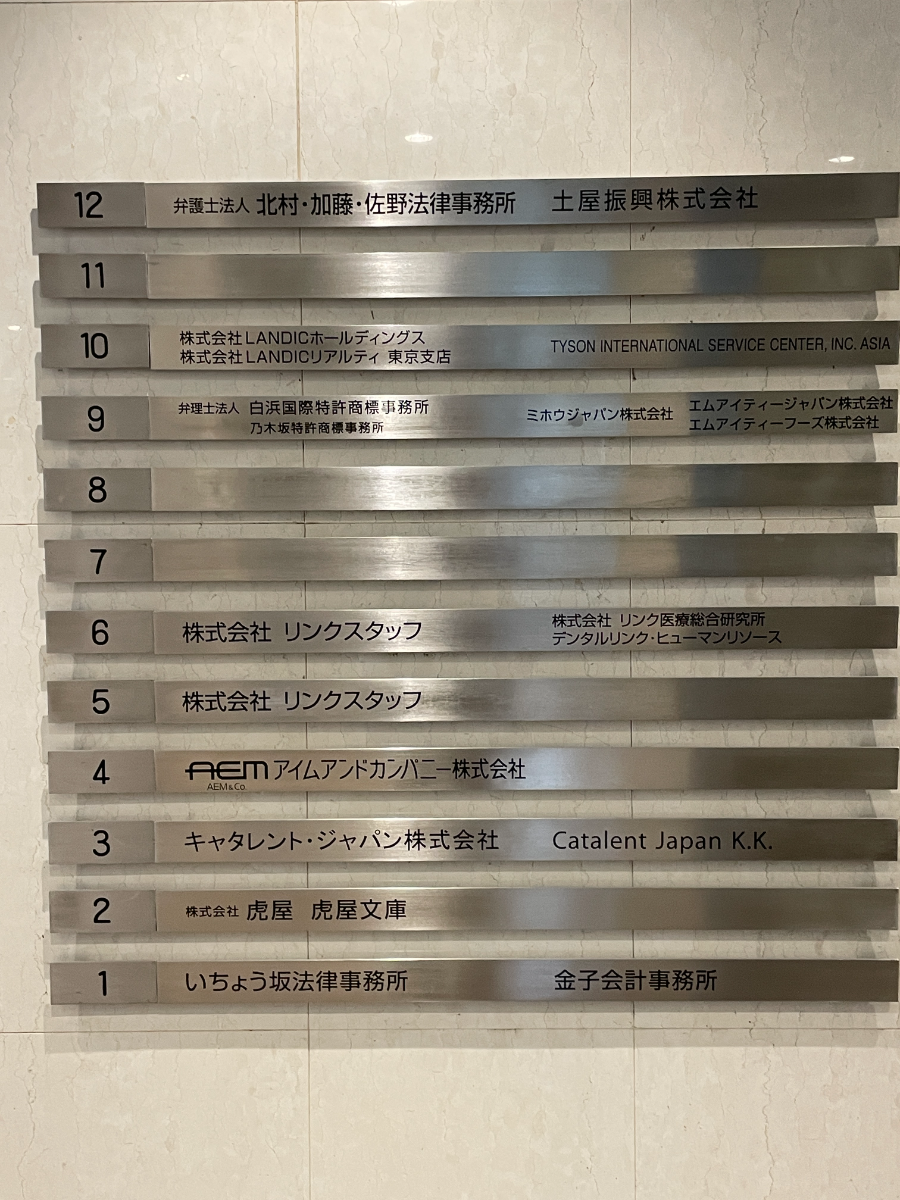 12 弁護士法人 北村・加藤・佐野法律事務所 土屋振興株式会社
11
10 株式会社LANDICホールディングス
株式会社LANDICリアルティ 東京支店
TYSON INTERNATIONAL SERVICE CENTER, INC. ASIA
9 弁理士法人 白浜国際特許商標事務所
乃木坂特許商標事務所
ミホウジャパン株式会社
エムアイティージャパン株式会社
エムアイティーフーズ株式会社
8
7
6 株式会社 リンクスタッフ
株式会社 リンク医療総合研究所
デンタルリンク・ヒューマンリソース
5 株式会社 リンクスタッフ
4 AEM アイムアンドカンパニー株式会社
AEM&Co.
3 キャタレント・ジャパン株式会社 Catalent Japan K.K.
2 株式会社 虎屋 虎屋文庫
1 いちょう坂法律事務所 金子会計事務所